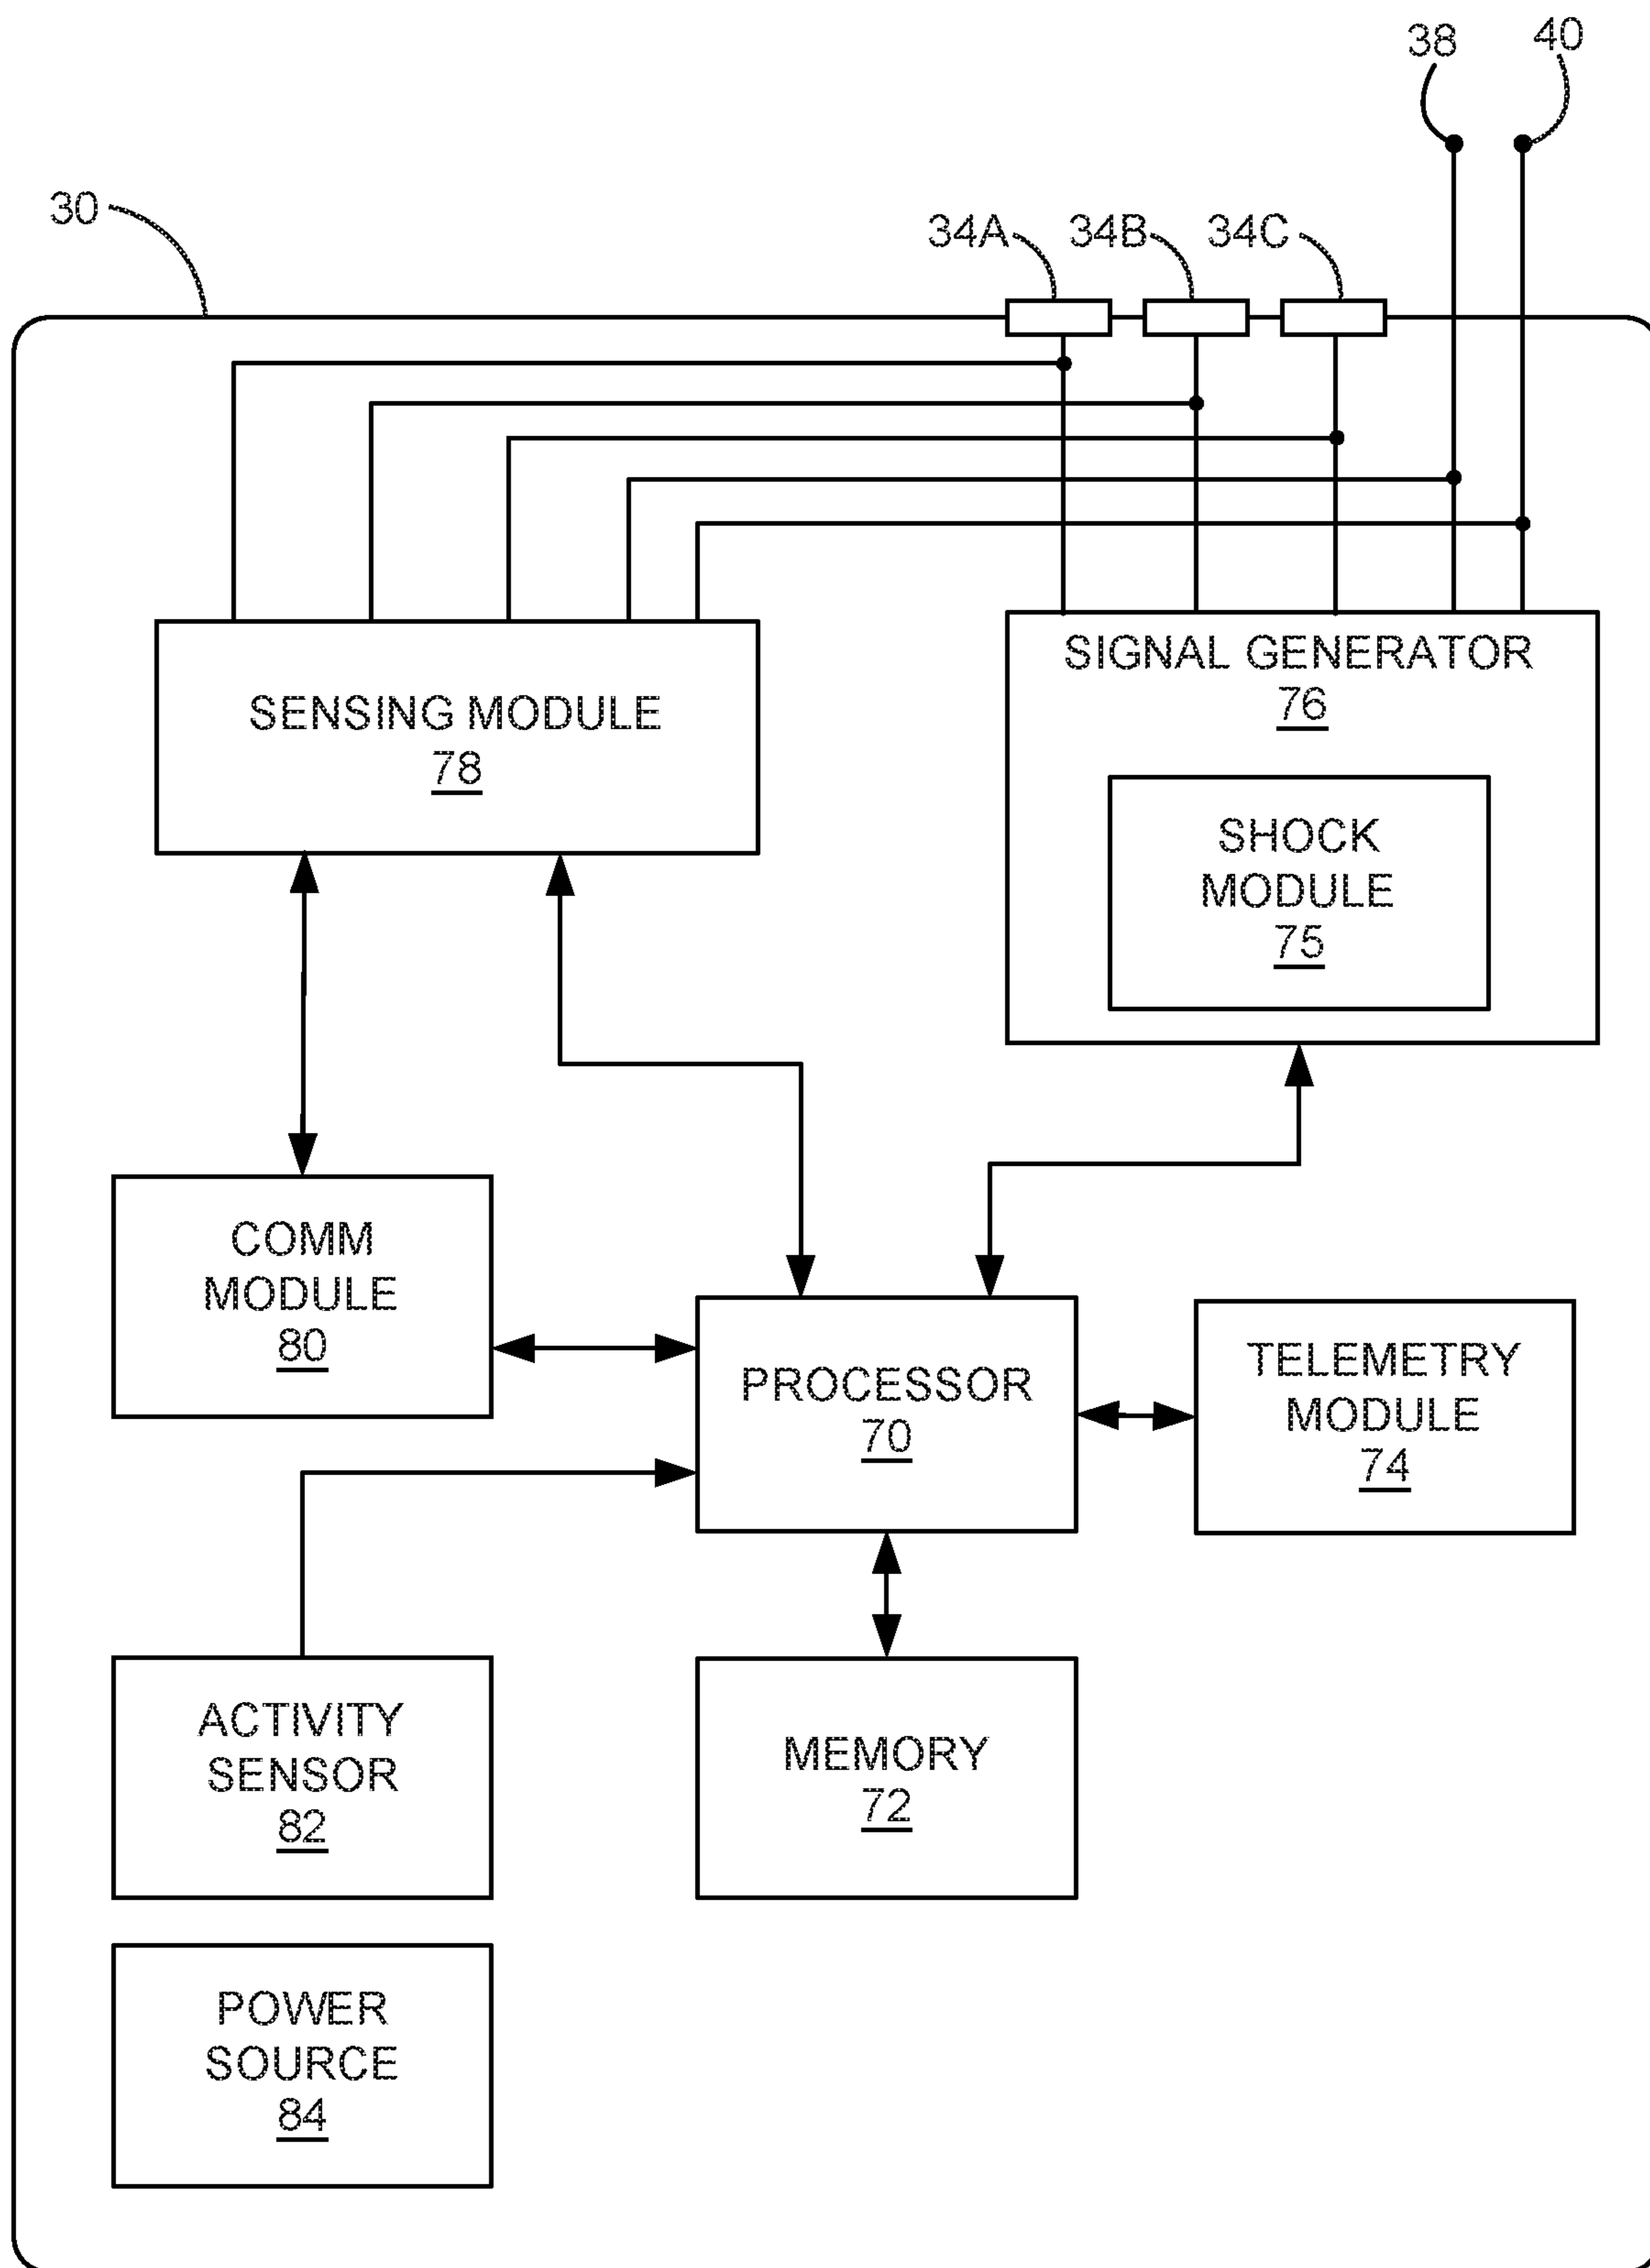 38
40
30
34A
34B
34C
SENSING MODULE
78
SIGNAL GENERATOR
76
SHOCK
MODULE
75
COMM
MODULE
80
PROCESSOR
70
TELEMETRY
MODULE
74
ACTIVITY
SENSOR
82
MEMORY
72
POWER
SOURCE
84